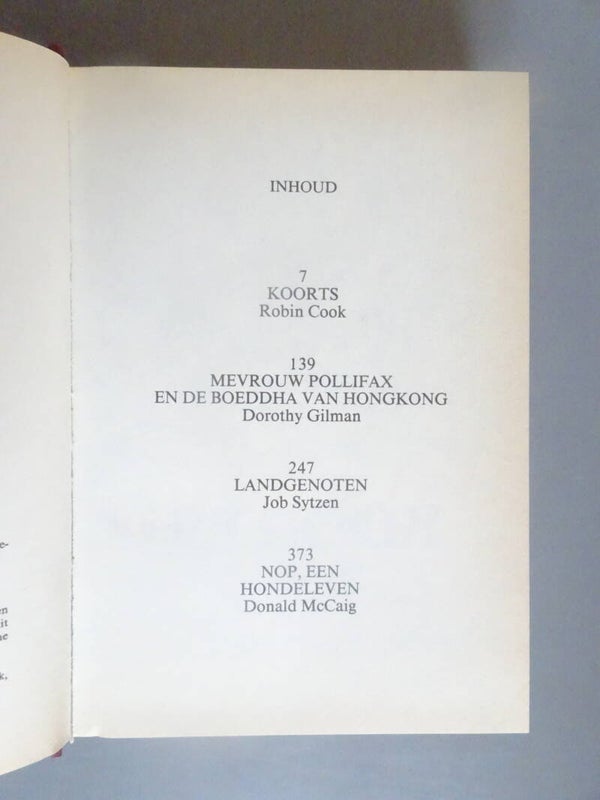 INHOUD
7
KOORTS
Robin Cook
139
MEVROUW POLLIFAX
EN DE BOEDDHA VAN HONGKONG
Dorothy Gilman
247
LANDGENOTEN
Job Sytzen
373
NOP, EEN
HONDELEVEN
Donald McCaig